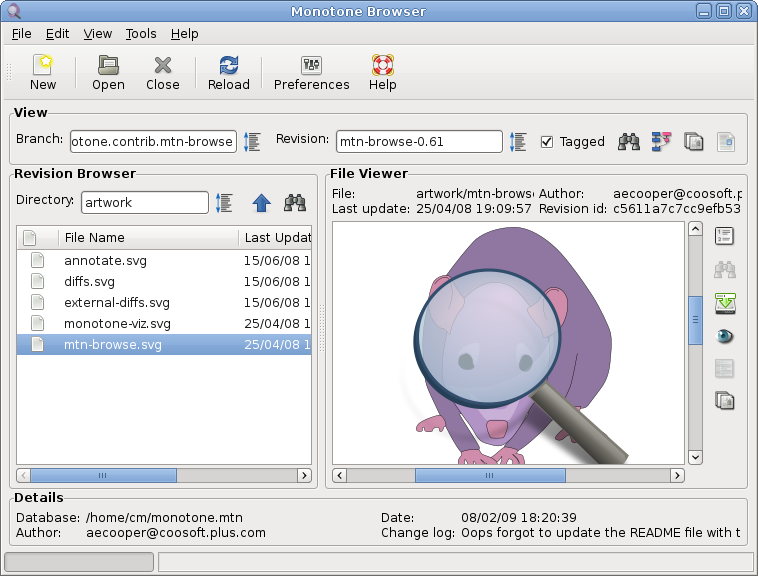 Monotone Browser
File Edit View Tools Help
New Open Close Reload Preferences Help
View
Branch: otone.contrib.mtn-browse Revision: mtn-browse-0.61 Tagged
Revision Browser
Directory: artwork
File Name Last Updat
annotate.svg 15/06/08 1
diffs.svg 15/06/08 1
external-diffs.svg 15/06/08 1
monotone-viz.svg 25/04/08 1
mtn-browse.svg 25/04/08 1
File Viewer
File: artwork/mtn-brows Author: aecooper@coosoft.p
Last update: 25/04/08 19:09:57 Revision id: c5611a7c7cc9efb53
Details
Database: /home/cm/monotone.mtn Date: 08/02/09 18:20:39
Author: aecooper@coosoft.plus.com Change log: Oops forgot to update the README file with t